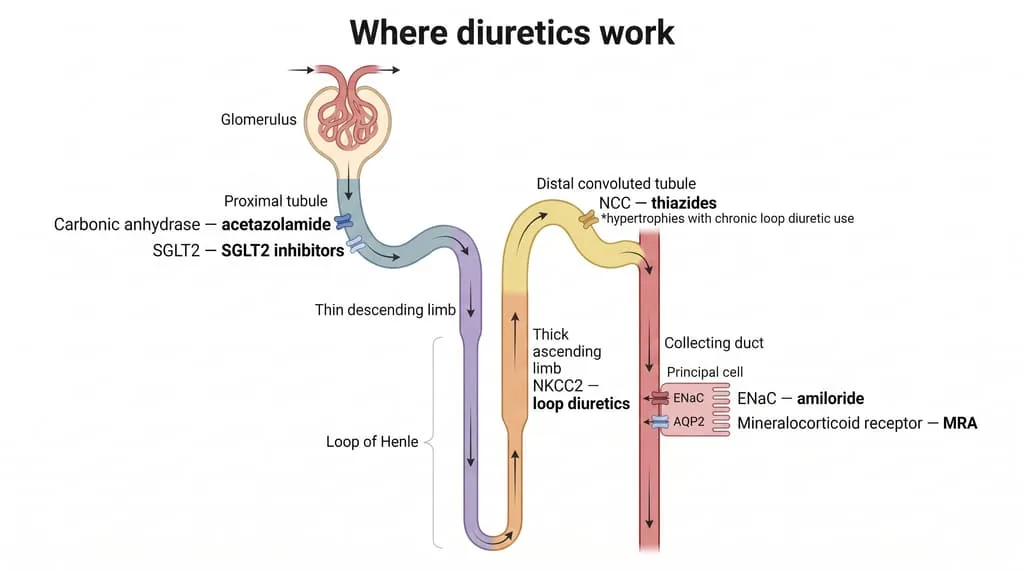 Where diuretics work
Glomerulus
Proximal tubule
Carbonic anhydrase — acetazolamide
SGLT2 — SGLT2 inhibitors
Thin descending limb
Loop of Henle
Thick
ascending
limb
NKCC2 —
loop diuretics
Distal convoluted tubule
NCC — thiazides
*hypertrophies with chronic loop diuretic use
Collecting duct
Principal cell
ENaC
ENaC — amiloride
AQP2
Mineralocorticoid receptor — MRA